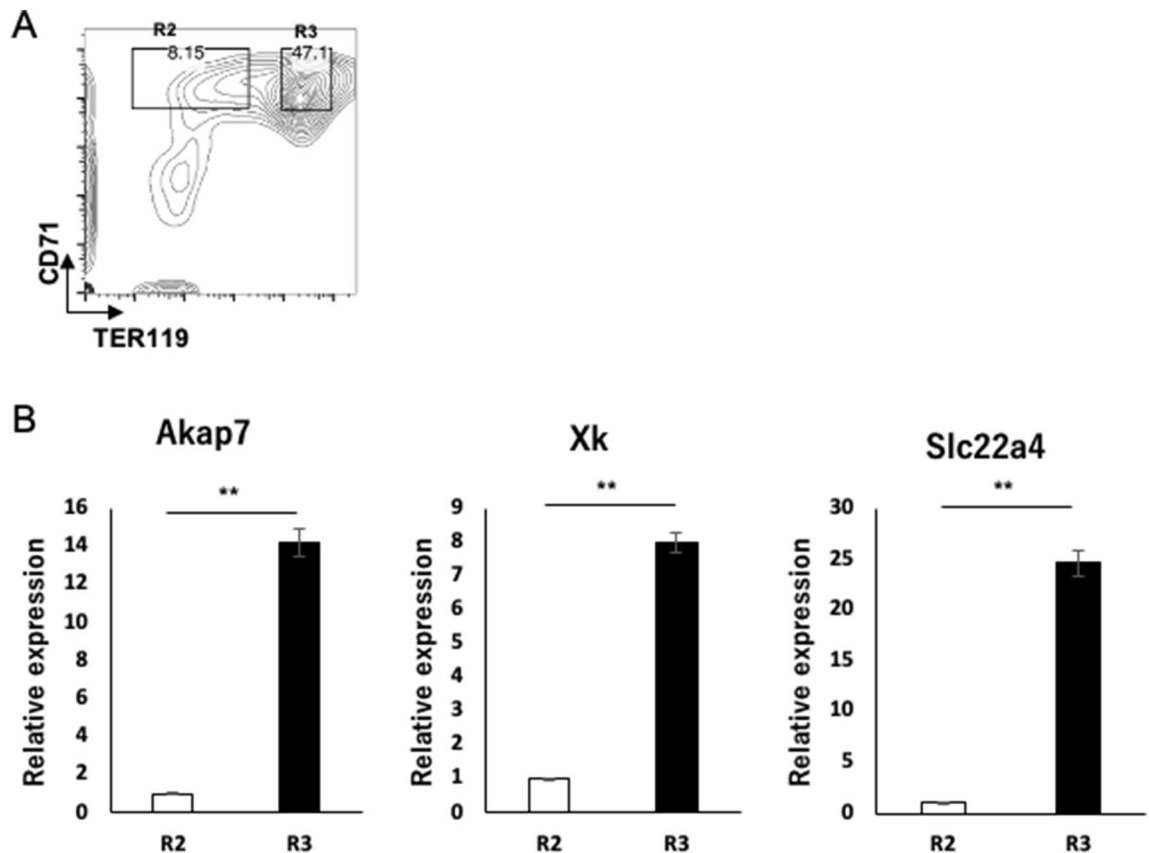 A
R2 R3
8.15 47.1
CD71
TER119
B
Akap7
**
Relative expression
16
14
12
10
8
6
4
2
0
R2 R3
Xk
**
Relative expression
9
8
7
6
5
4
3
2
1
0
R2 R3
Slc22a4
**
Relative expression
30
25
20
15
10
5
0
R2 R3